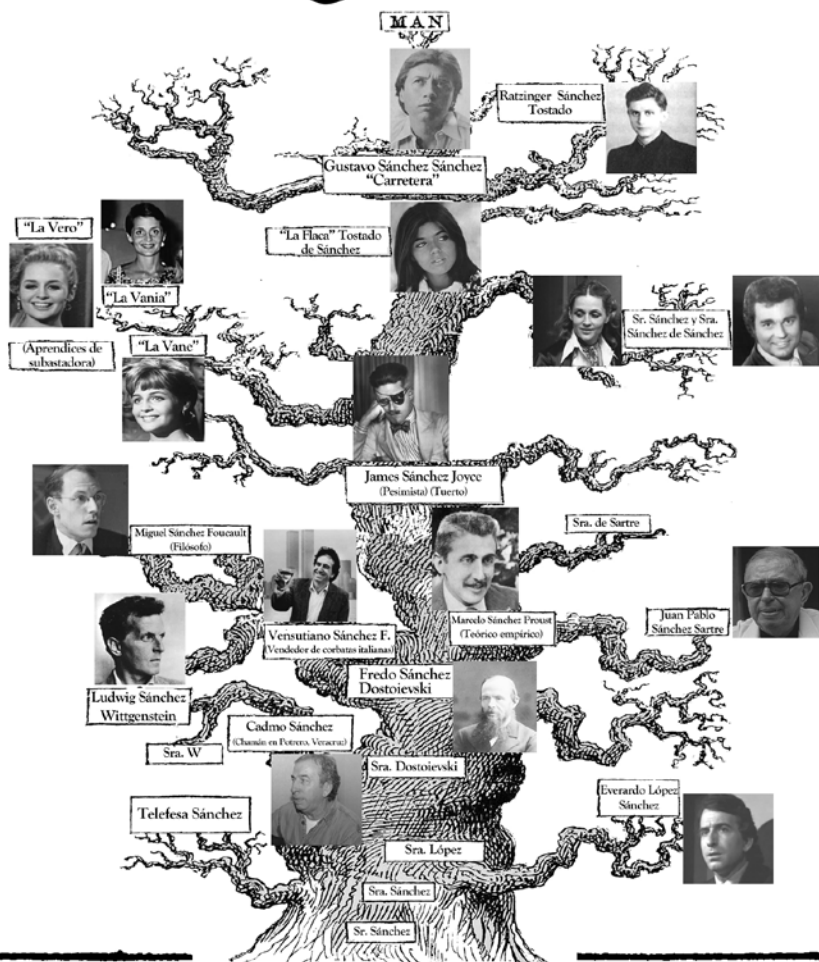 MAN
Ratzinger Sánchez
Tostado
Gustavo Sánchez Sánchez
"Carretera"
"La Vero"
"La Flaca" Tostado
de Sánchez
"La Vania"
Sr. Sánchez y Sra.
Sánchez de Sánchez
(Aprendices de
subastadora)
"La Vane"
James Sánchez Joyce
(Pesimista) (Tuerto)
Sra. de Sartre
Miguel Sánchez Foucault
(Filósofo)
Marcelo Sánchez Proust
(Teórico empírico)
Juan Pablo
Sánchez Sartre
Vensutiano Sánchez F.
(Vendedor de corbatas italianas)
Fredo Sánchez
Dostoievski
Ludwig Sánchez
Wittgenstein
Cadmo Sánchez
(Chamán en Potrero, Veracruz)
Sra. W
Sra. Dostoievski
Everardo López
Sánchez
Telefesa Sánchez
Sra. López
Sra. Sánchez
Sr. Sánchez